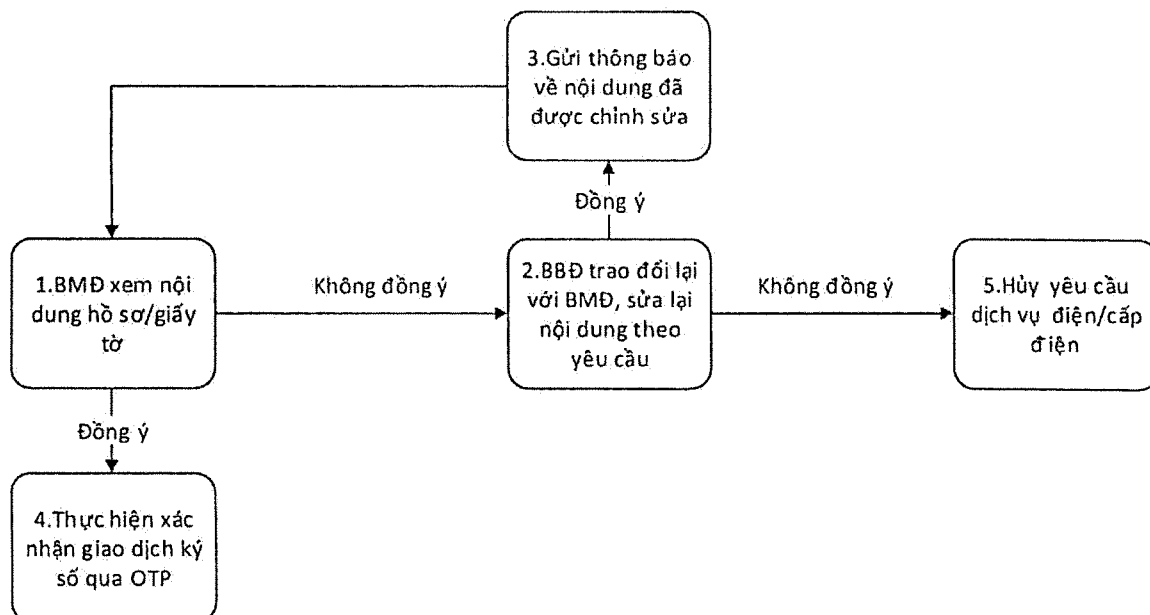 3.Gửi thông báo
về nội dung đã
được chỉnh sửa
Đồng ý
1.BMĐ xem nội
dung hồ sơ/giấy
tờ
Không đồng ý
2.BBĐ trao đổi lại
với BMĐ, sửa lại
nội dung theo
yêu cầu
Không đồng ý
5.Hủy yêu cầu
dịch vụ điện/cấp
điện
Đồng ý
4.Thực hiện xác
nhận giao dịch ký
số qua OTP